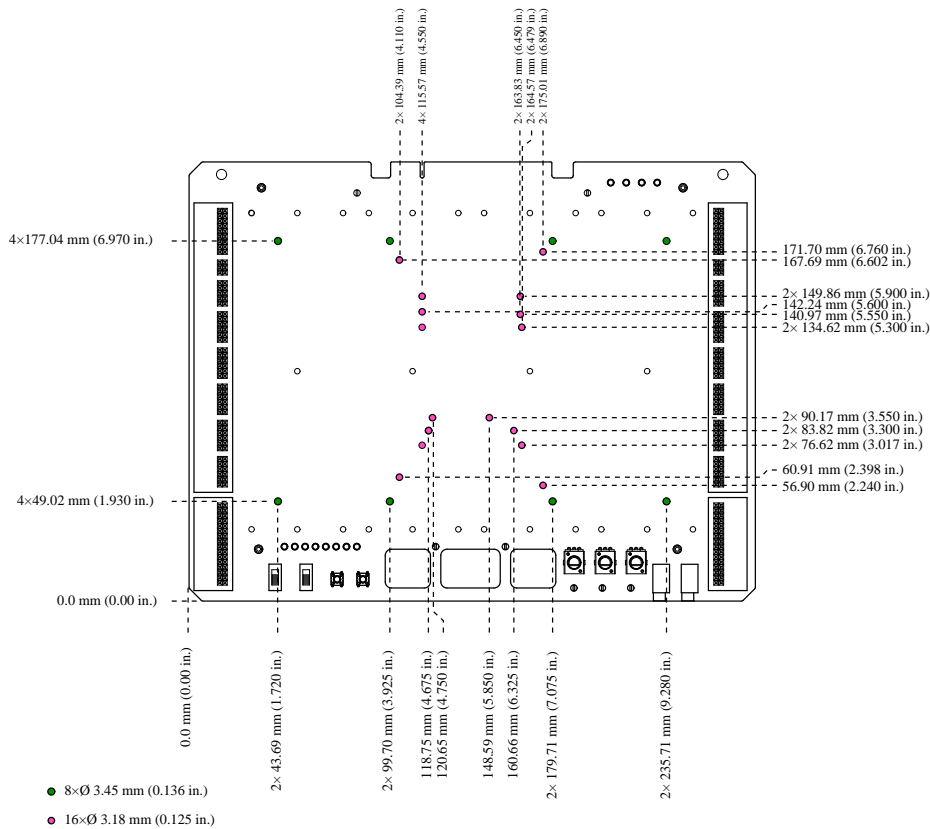 2× 104.39 mm (4.110 in.)
4× 115.57 mm (4.550 in.)
2× 163.83 mm (6.450 in.)
2× 164.57 mm (6.479 in.)
2× 175.01 mm (6.890 in.)
4×177.04 mm (6.970 in.)
171.70 mm (6.760 in.)
167.69 mm (6.602 in.)
2× 149.86 mm (5.900 in.)
142.24 mm (5.600 in.)
140.97 mm (5.550 in.)
2× 134.62 mm (5.300 in.)
2× 90.17 mm (3.550 in.)
2× 83.82 mm (3.300 in.)
2× 76.62 mm (3.017 in.)
60.91 mm (2.398 in.)
56.90 mm (2.240 in.)
4×49.02 mm (1.930 in.)
0.0 mm (0.00 in.)
0.0 mm (0.00 in.)
2× 43.69 mm (1.720 in.)
2× 99.70 mm (3.925 in.)
118.75 mm (4.675 in.)
120.65 mm (4.750 in.)
148.59 mm (5.850 in.)
160.66 mm (6.325 in.)
2× 179.71 mm (7.075 in.)
2× 235.71 mm (9.280 in.)
8×Ø 3.45 mm (0.136 in.)
16×Ø 3.18 mm (0.125 in.)